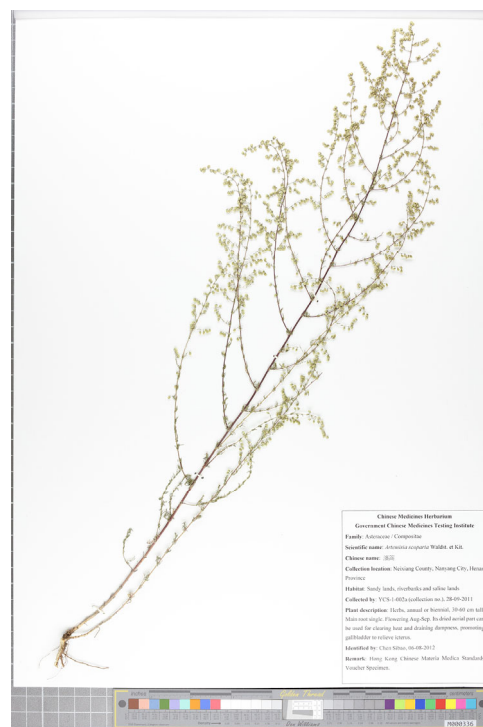 Chinese Medicines Herbarium
Government Chinese Medicines Testing Institute
Family: Asteraceae / Compositae
Scientific name: Artemisia scoparia Waldst. et Kit.
Chinese name:
Collection location: Neixiang County, Nanyang City, Henan
Province
Habitat: Sandy lands, riverbanks and saline lands
Collected by: YCS-1-002a (collection no.), 28-09-2011
Plant description: Herbs, annual or biennial, 30-60 cm tall.
Main root single. Flowering Aug-Sep. Its dried aerial part can
be used for clearing heat and draining dampness, promoting
gallbladder to relieve icterus.
Identified by: Chen Sihua, 06-08-2012
Remark: Hong Kong Chinese Materia Medica Standards
Voucher Specimen.
M000336